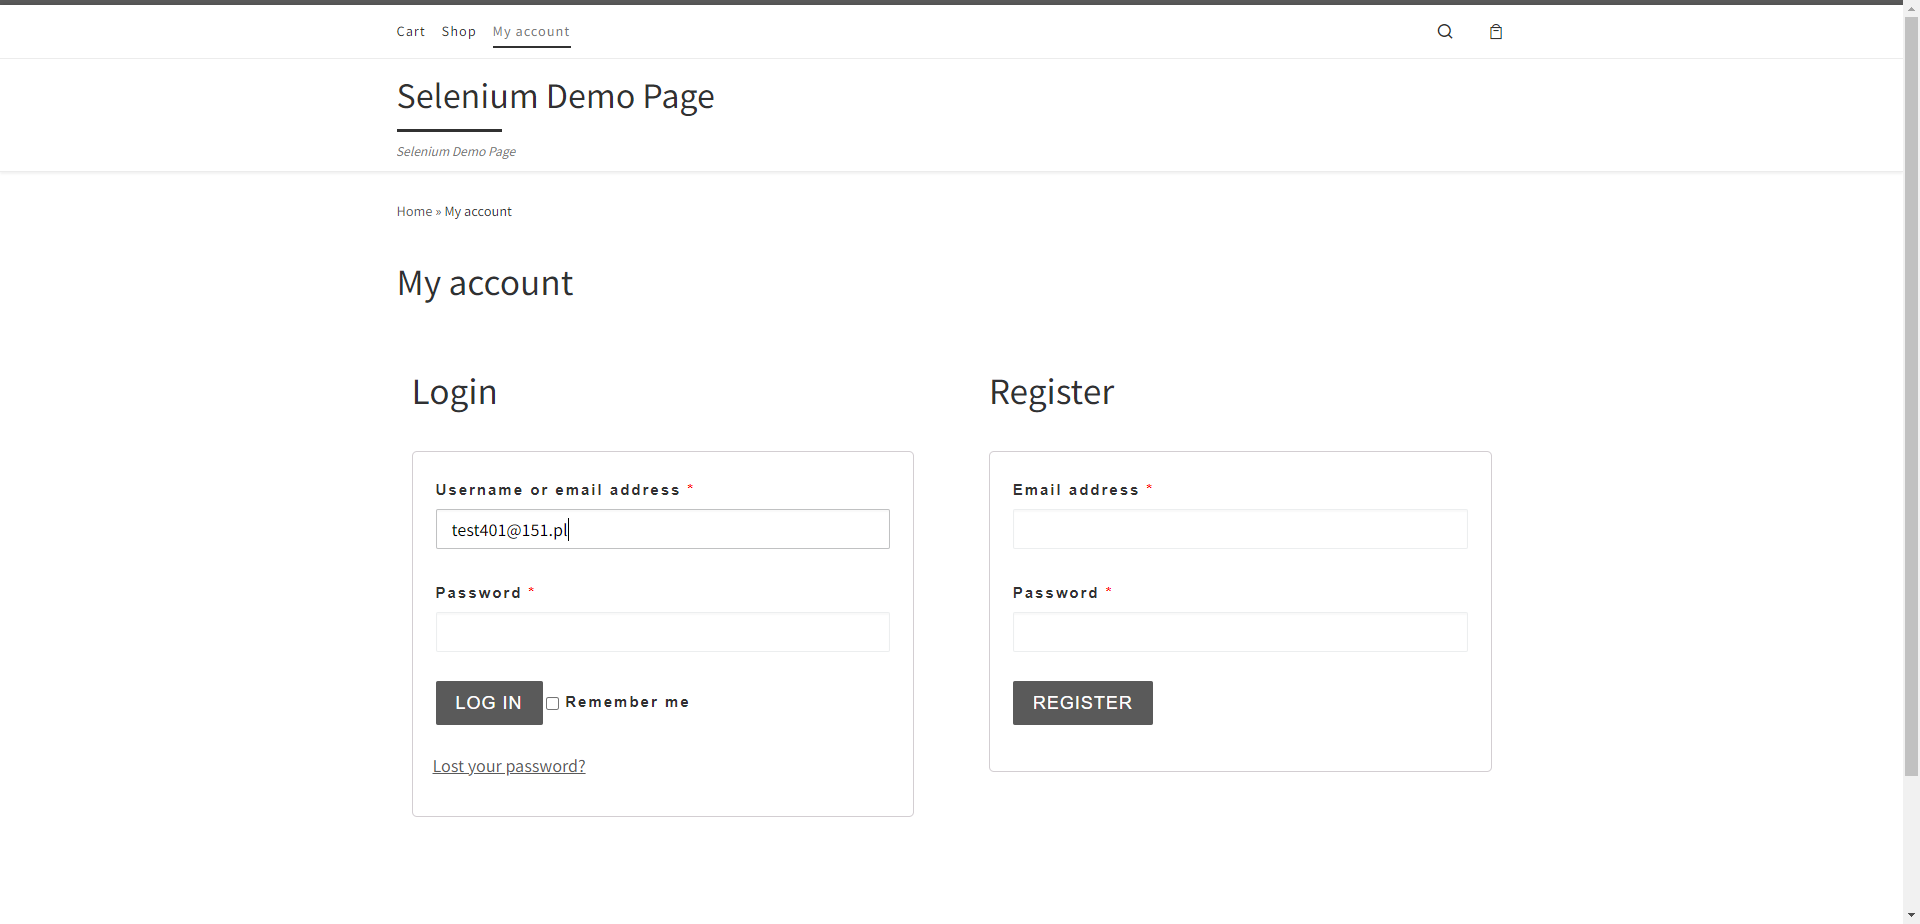 Cart Shop My account
Selenium Demo Page
Selenium Demo Page
Home » My account
My account
Login
Username or email address *
test401@151.pl
Password *
LOG IN Remember me
Lost your password?
Register
Email address *
Password *
REGISTER